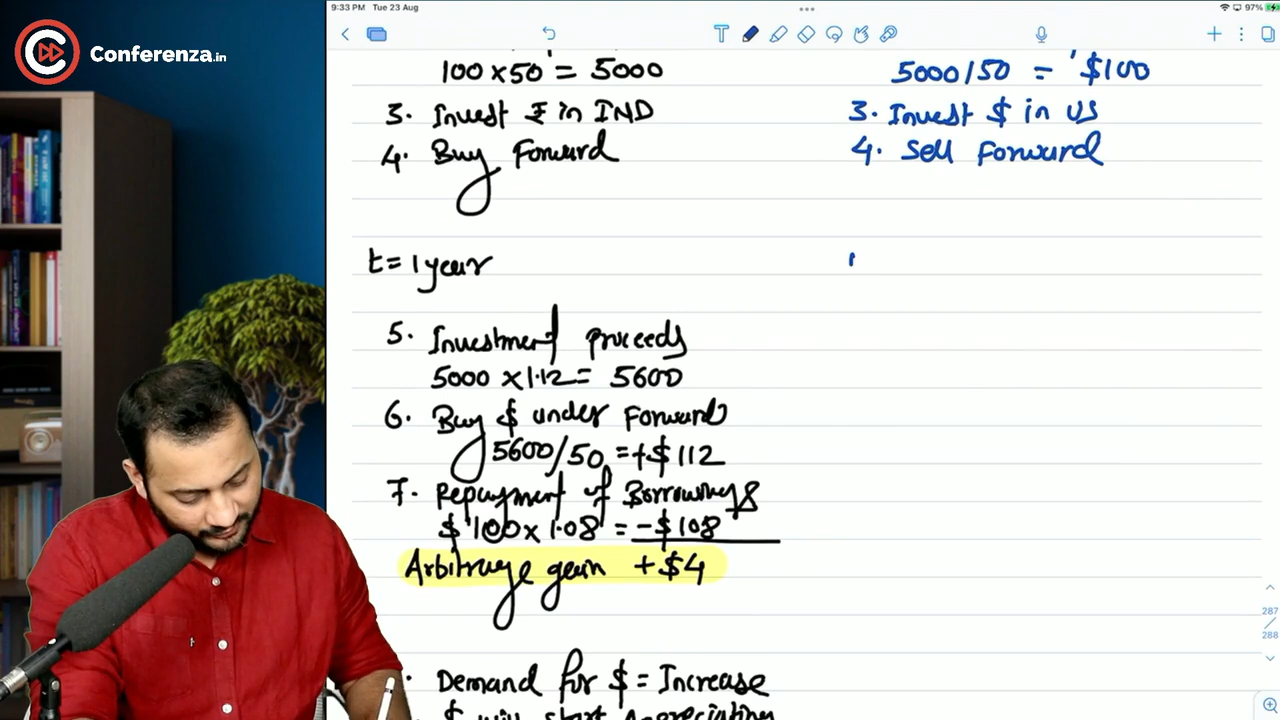 9:33 PM Tue 23 Aug
97%
Conferenza.in
100 x 50 = 5000
3. Invest ₹ in IND
4. Buy Forward
5000/50 = $100
3. Invest $ in US
4. Sell Forward
t = 1 year
5. Investment proceeds
5000 x 1.12 = 5600
6. Buy $ under Forward
5600/50 = +$112
7. Repayment of Borrowings
$100 x 1.08 = -$108
Arbitrage gain +$4
Demand for $ = Increase
$ will start Appreciating
287
/
288